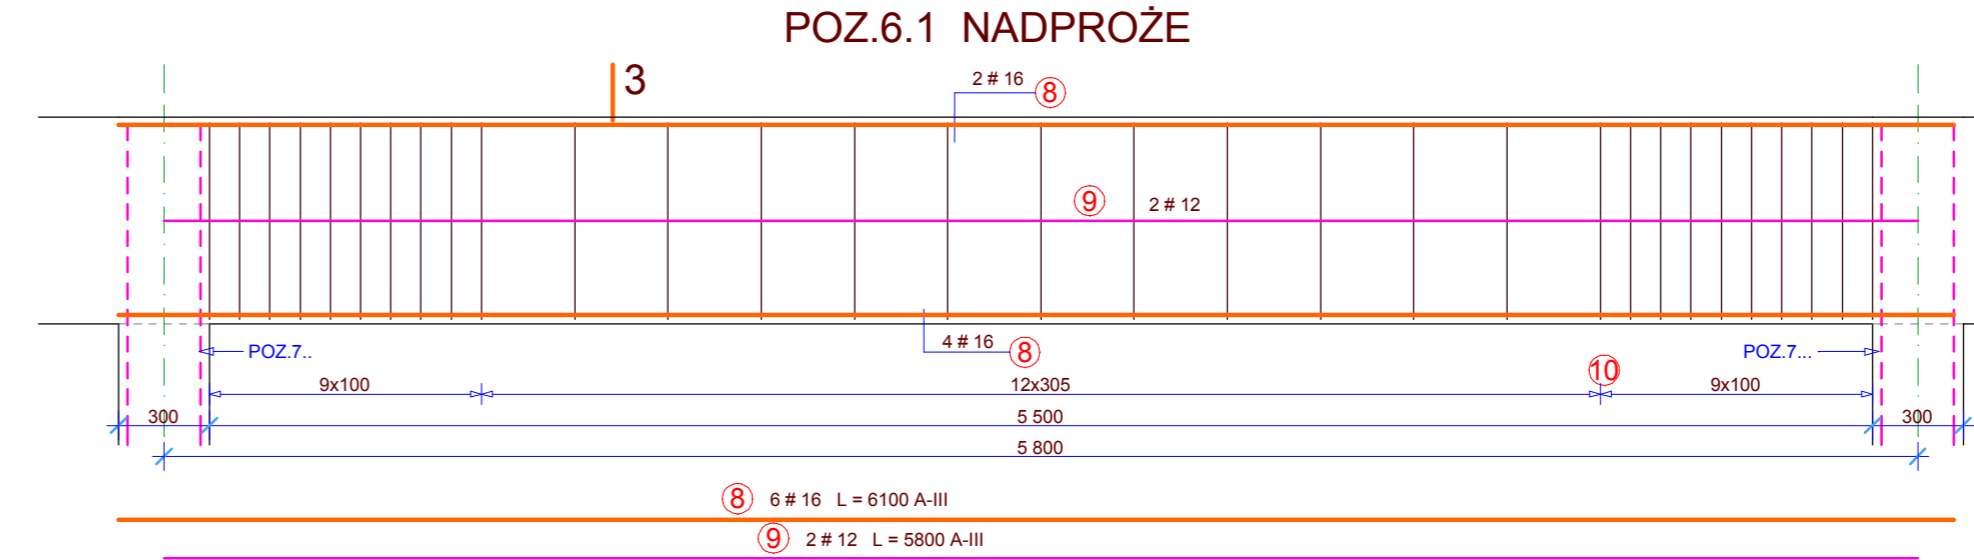 POZ.6.1 NADPROŻE
3
2 # 16
8
9
2 # 12
4 # 16
8
POZ.7..
POZ.7...
10
9x100
12x305
9x100
300
5 500
300
5 800
8 6 # 16 L = 6100 A-III
9 2 # 12 L = 5800 A-III